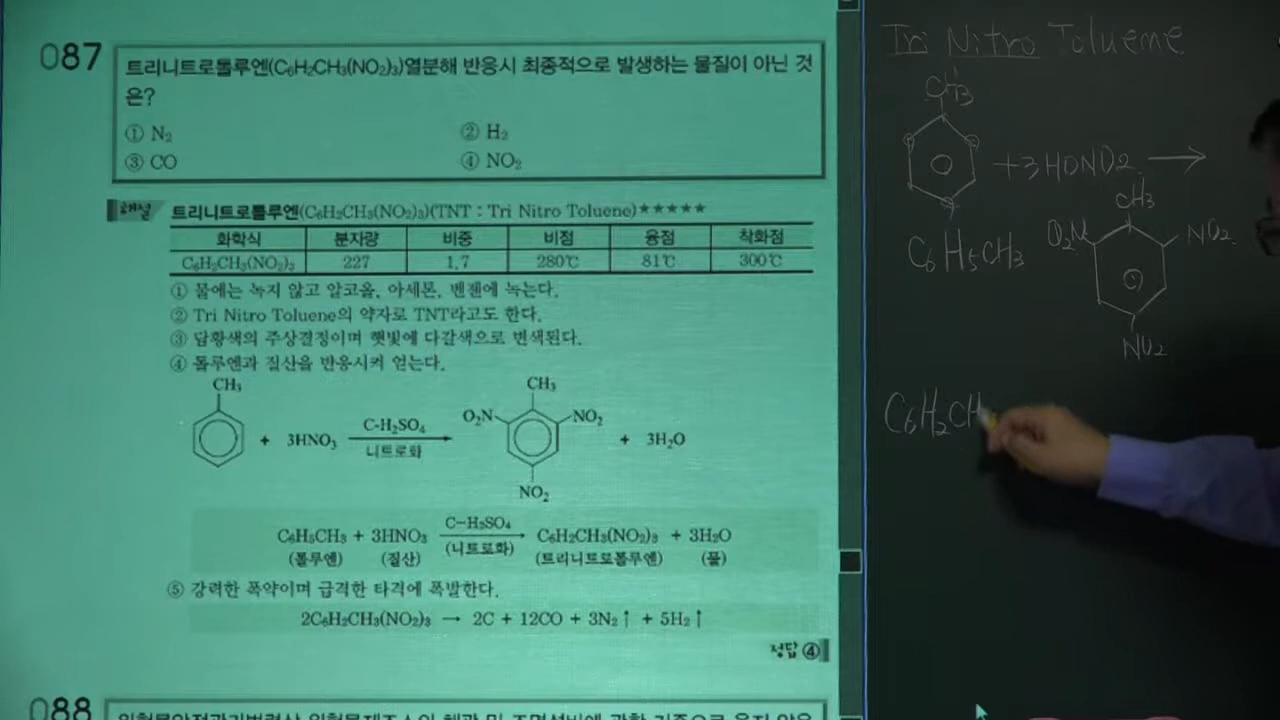 087
트리니트로톨루엔(C₆H₂CH₃(NO₂)₃)열분해 반응시 최종적으로 발생하는 물질이 아닌 것
은?
① N₂ ② H₂
③ CO ④ NO₂
해설 트리니트로톨루엔(C₆H₂CH₃(NO₂)₃)(TNT : Tri Nitro Toluene)★★★★★
화학식 분자량 비중 비점 융점 착화점
C₆H₂CH₃(NO₂)₃ 227 1.7 280℃ 81℃ 300℃
① 물에는 녹지 않고 알코올, 아세톤, 벤젠에 녹는다.
② Tri Nitro Toluene의 약자로 TNT라고도 한다.
③ 담황색의 주상결정이며 햇빛에 다갈색으로 변색된다.
④ 톨루엔과 질산을 반응시켜 얻는다.
CH₃ CH₃
O₂N NO₂
+ 3HNO₃ C-H₂SO₄ → + 3H₂O
니트로화
NO₂
C₆H₅CH₃ + 3HNO₃ C-H₂SO₄ → C₆H₂CH₃(NO₂)₃ + 3H₂O
(톨루엔) (질산) (니트로화) (트리니트로톨루엔) (물)
⑤ 강력한 폭약이며 급격한 타격에 폭발한다.
2C₆H₂CH₃(NO₂)₃ → 2C + 12CO + 3N₂↑ + 5H₂↑
정답 ④
088
Tri Nitro Toluene
CH₃
+3HONO₂ →
CH₃
C₆H₅CH₃
O₂N NO₂
NO₂
C₆H₂CH